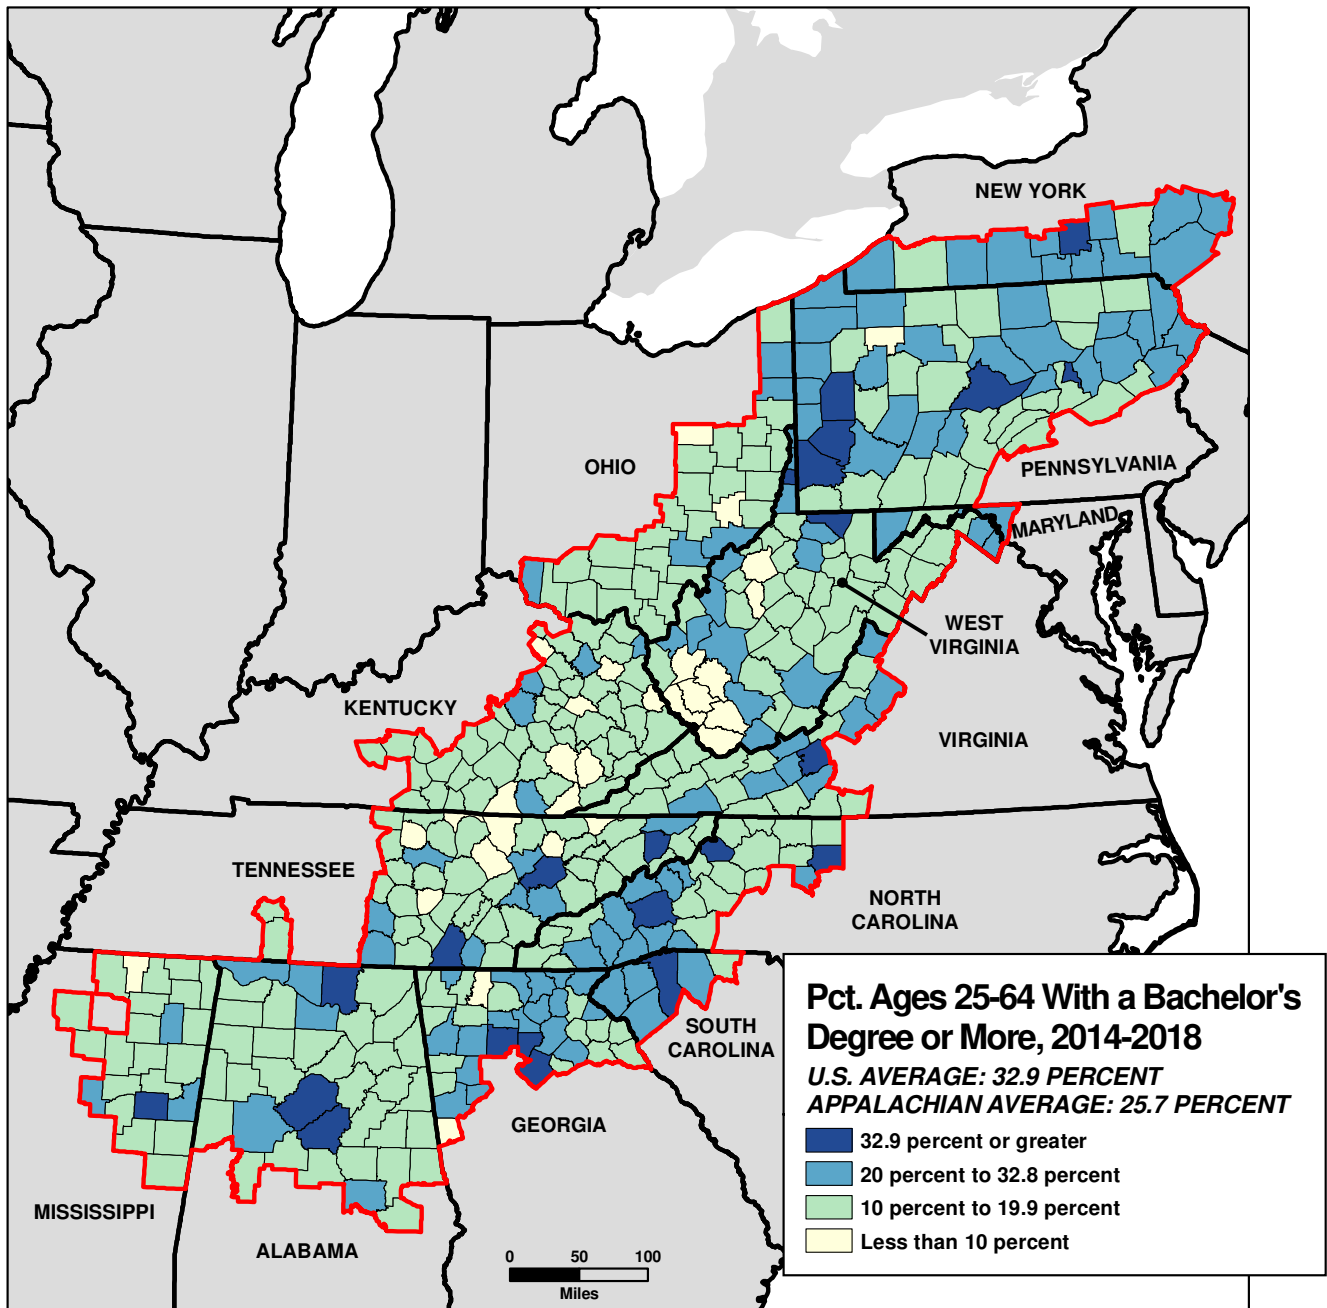 NEW YORK
OHIO
PENNSYLVANIA
MARYLAND
WEST
VIRGINIA
KENTUCKY
VIRGINIA
TENNESSEE
NORTH
CAROLINA
SOUTH
CAROLINA
GEORGIA
MISSISSIPPI
ALABAMA
0 50 100
Miles
Pct. Ages 25-64 With a Bachelor's
Degree or More, 2014-2018
U.S. AVERAGE: 32.9 PERCENT
APPALACHIAN AVERAGE: 25.7 PERCENT
32.9 percent or greater
20 percent to 32.8 percent
10 percent to 19.9 percent
Less than 10 percent